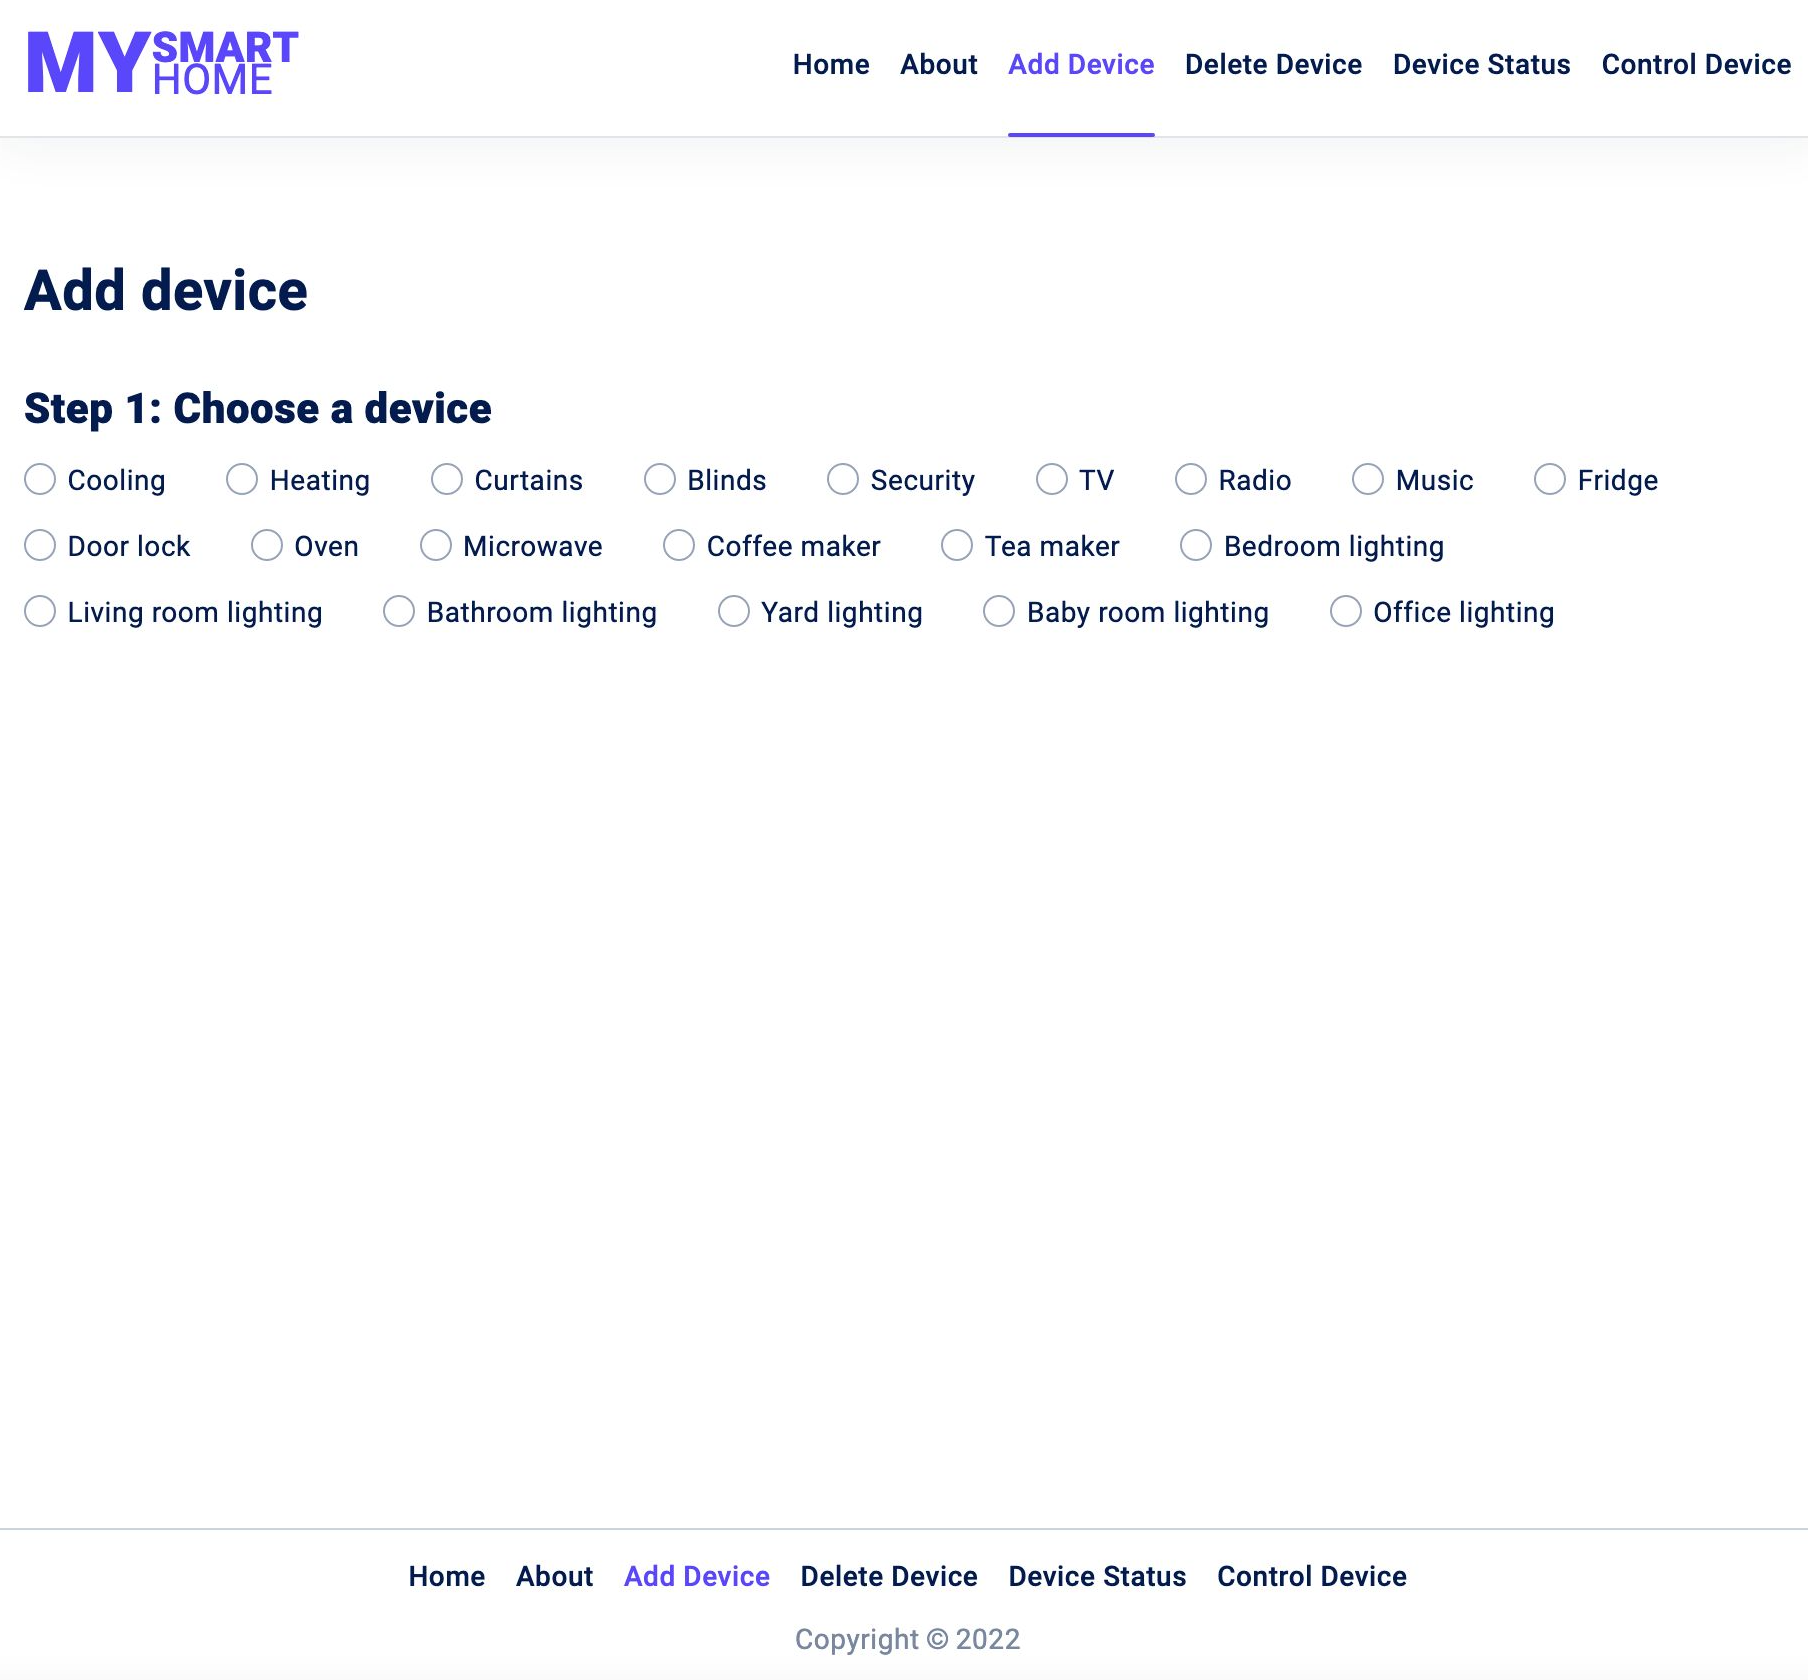 MY SMART
HOME
Home About Add Device Delete Device Device Status Control Device
Add device
Step 1: Choose a device
Cooling Heating Curtains Blinds Security TV Radio Music Fridge
Door lock Oven Microwave Coffee maker Tea maker Bedroom lighting
Living room lighting Bathroom lighting Yard lighting Baby room lighting Office lighting
Home About Add Device Delete Device Device Status Control Device
Copyright © 2022